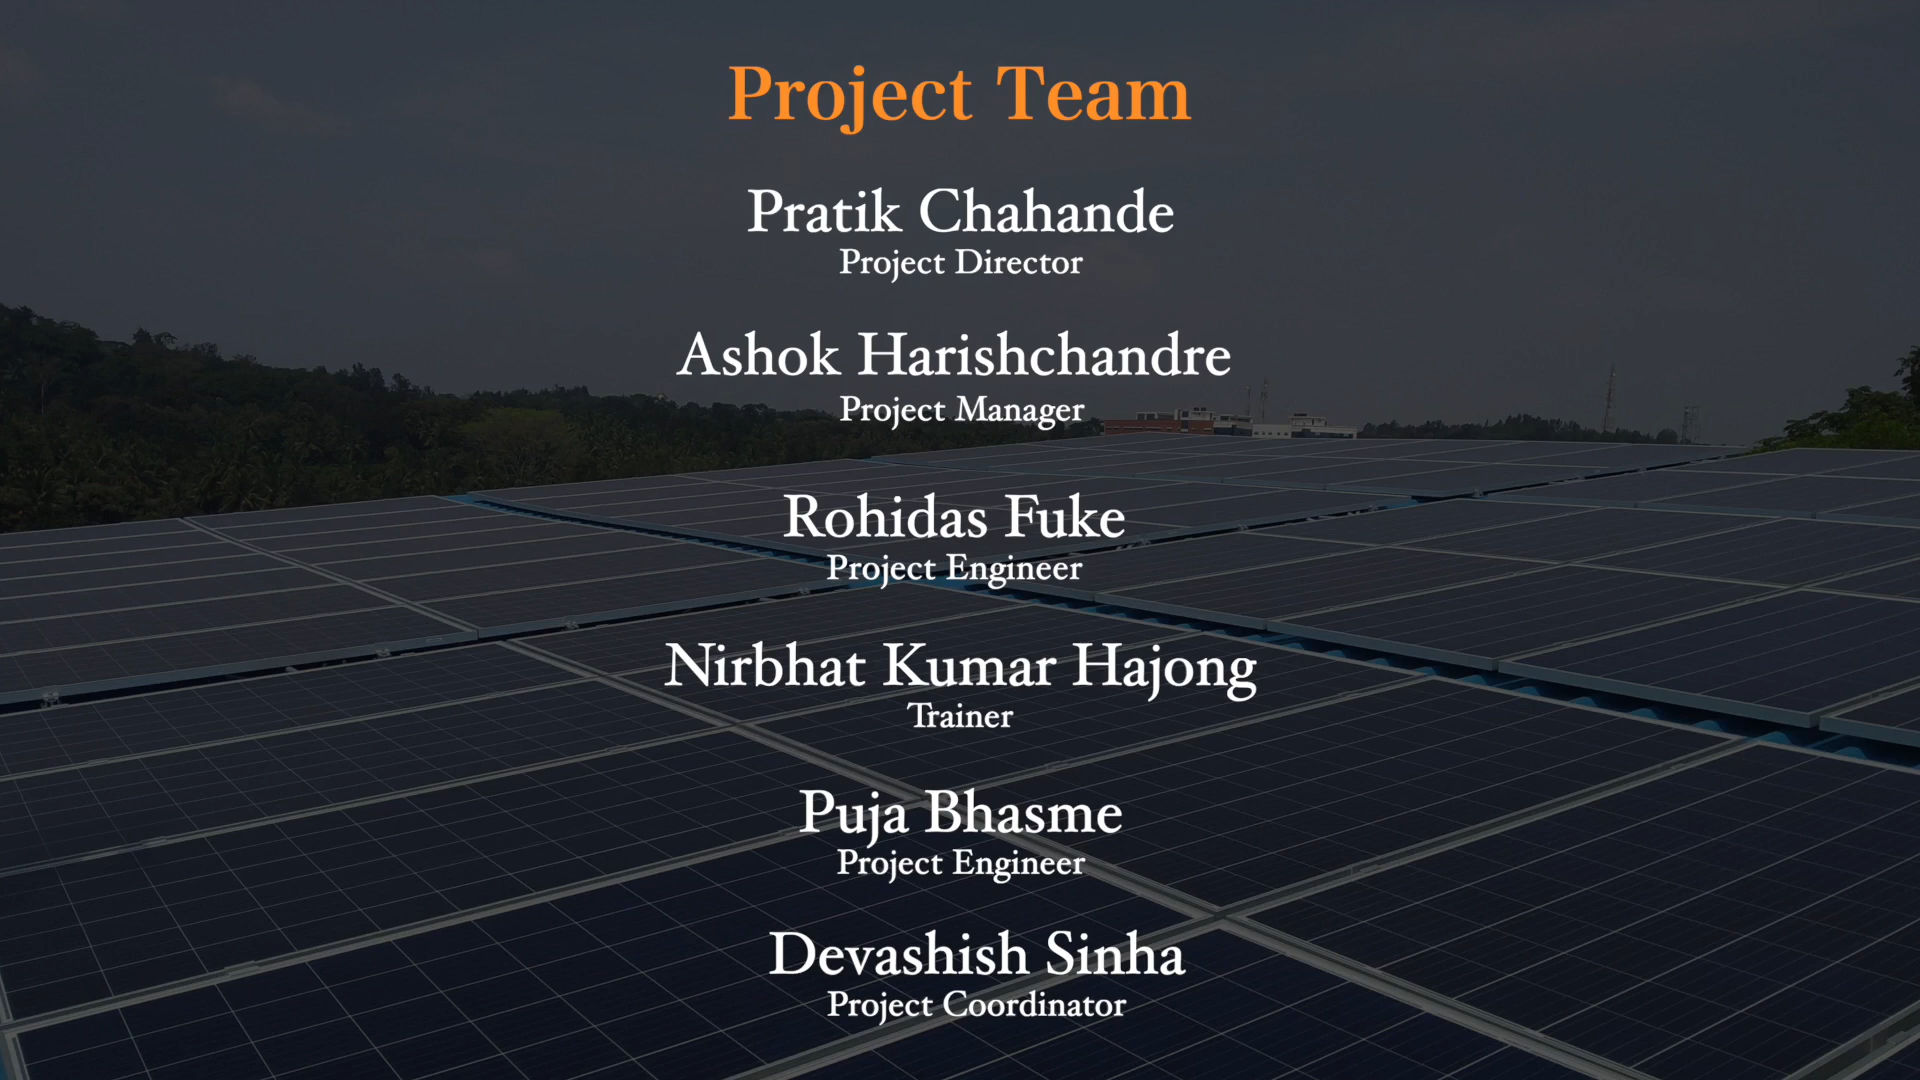 Project Team
Pratik Chahande
Project Director
Ashok Harishchandre
Project Manager
Rohidas Fuke
Project Engineer
Nirbhat Kumar Hajong
Trainer
Puja Bhasme
Project Engineer
Devashish Sinha
Project Coordinator